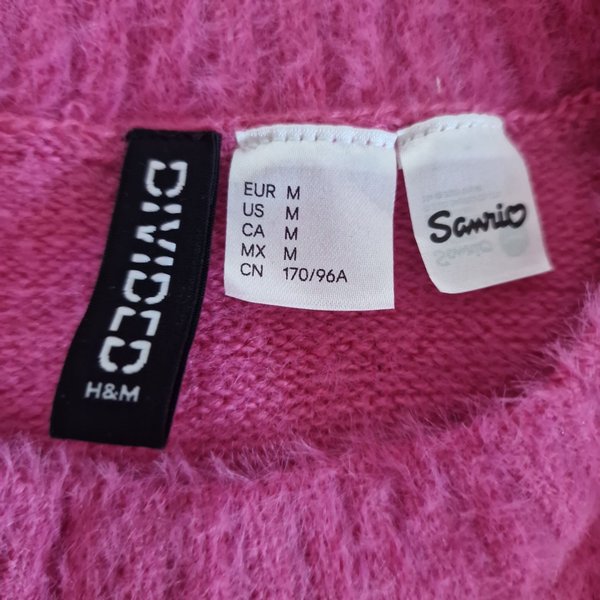 DIVIDED
H&M
EUR M
US M
CA M
MX M
CN 170/96A
Sanrio